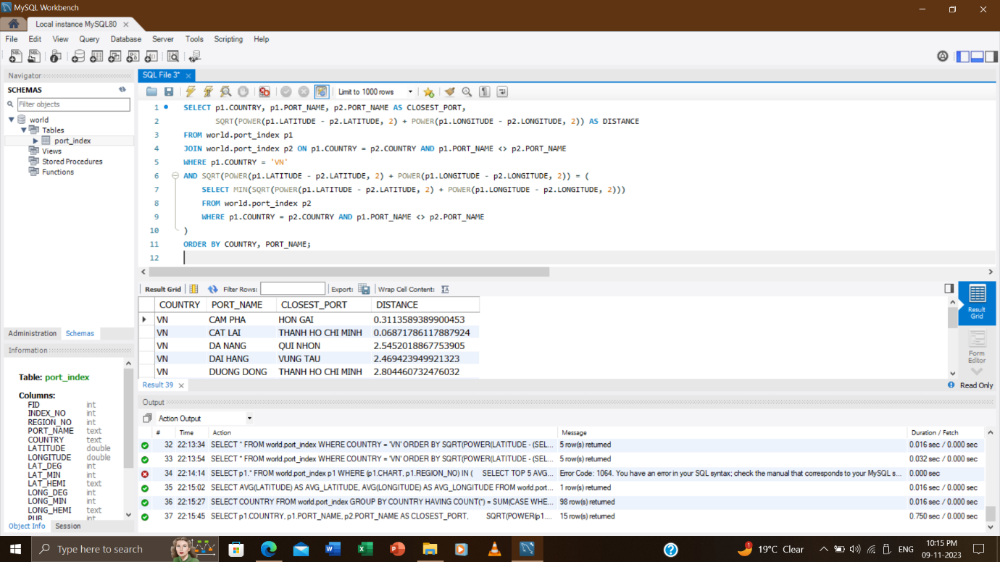 MySQL Workbench
Local instance MySQL80
File Edit View Query Database Server Tools Scripting Help
Navigator
SCHEMAS
Filter objects
world
Tables
port_index
Views
Stored Procedures
Functions
Administration Schemas
Information
Table: port_index
Columns:
FID int
INDEX_NO int
REGION_NO int
PORT_NAME text
COUNTRY text
LATITUDE double
LONGITUDE double
LAT_DEG int
LAT_MIN int
LAT_HEMI text
LONG_DEG int
LONG_MIN int
LONG_HEMI text
PUB int
Object Info Session
SQL File 3*
Limit to 1000 rows
1 SELECT p1.COUNTRY, p1.PORT_NAME, p2.PORT_NAME AS CLOSEST_PORT,
2 SQRT(POWER(p1.LATITUDE - p2.LATITUDE, 2) + POWER(p1.LONGITUDE - p2.LONGITUDE, 2)) AS DISTANCE
3 FROM world.port_index p1
4 JOIN world.port_index p2 ON p1.COUNTRY = p2.COUNTRY AND p1.PORT_NAME <> p2.PORT_NAME
5 WHERE p1.COUNTRY = 'VN'
6 AND SQRT(POWER(p1.LATITUDE - p2.LATITUDE, 2) + POWER(p1.LONGITUDE - p2.LONGITUDE, 2)) = (
7 SELECT MIN(SQRT(POWER(p1.LATITUDE - p2.LATITUDE, 2) + POWER(p1.LONGITUDE - p2.LONGITUDE, 2)))
8 FROM world.port_index p2
9 WHERE p1.COUNTRY = p2.COUNTRY AND p1.PORT_NAME <> p2.PORT_NAME
10 )
11 ORDER BY COUNTRY, PORT_NAME;
12
Result Grid Filter Rows: Export: Wrap Cell Content:
COUNTRY PORT_NAME CLOSEST_PORT DISTANCE
VN CAM PHA HON GAI 0.3113589389900453
VN CAT LAI THANH HO CHI MINH 0.06871786117887924
VN DA NANG QUI NHON 2.5452018867753905
VN DAI HANG VUNG TAU 2.469423949921323
VN DUONG DONG THANH HO CHI MINH 2.804460732476032
Result Grid
Form Editor
Result 39
Read Only
Output
Action Output
# Time Action Message Duration / Fetch
32 22:13:34 SELECT * FROM world.port_index WHERE COUNTRY = 'VN' ORDER BY SQRT(POWER(LATITUDE - (SEL... 5 row(s) returned 0.016 sec / 0.000 sec
33 22:13:54 SELECT * FROM world.port_index WHERE COUNTRY = 'VN' ORDER BY SQRT(POWER(LATITUDE - (SEL... 5 row(s) returned 0.032 sec / 0.000 sec
34 22:14:14 SELECT p1.* FROM world.port_index p1 WHERE (p1.CHART, p1.REGION_NO) IN ( SELECT TOP 5 AVG... Error Code: 1064. You have an error in your SQL syntax; check the manual that corresponds to your MySQL s... 0.000 sec
35 22:15:02 SELECT AVG(LATITUDE) AS AVG_LATITUDE, AVG(LONGITUDE) AS AVG_LONGITUDE FROM world.port... 1 row(s) returned 0.016 sec / 0.000 sec
36 22:15:27 SELECT COUNTRY FROM world.port_index GROUP BY COUNTRY HAVING COUNT(*) = SUM(CASE WHE... 98 row(s) returned 0.016 sec / 0.000 sec
37 22:15:45 SELECT p1.COUNTRY, p1.PORT_NAME, p2.PORT_NAME AS CLOSEST_PORT, SQRT(POWER(p1.... 15 row(s) returned 0.750 sec / 0.000 sec
Type here to search
1
19°C Clear
ENG
10:15 PM
09-11-2023